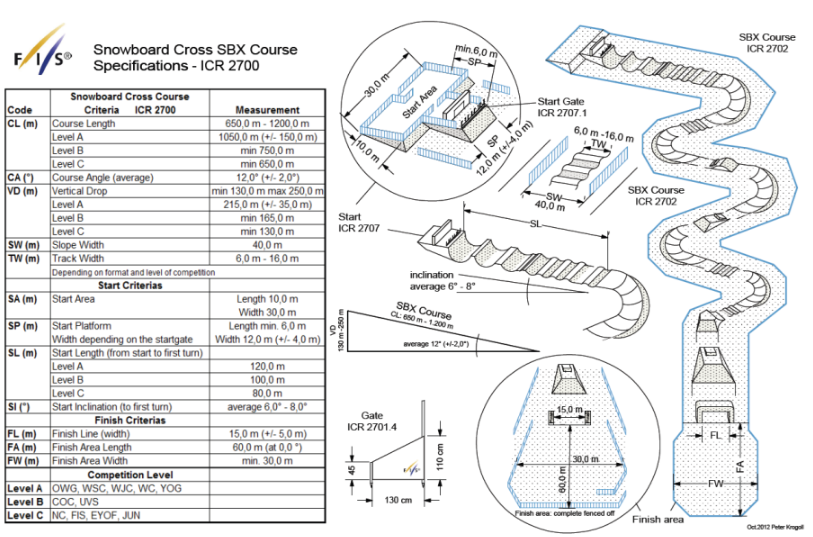 FIS®
Snowboard Cross SBX Course
Specifications - ICR 2700
Snowboard Cross Course
Code Criteria ICR 2700 Measurement
CL (m) Course Length 650,0 m - 1200,0 m
Level A 1050,0 m (+/- 150,0 m)
Level B min 750,0 m
Level C min 650,0 m
CA (°) Course Angle (average) 12,0° (+/- 2,0°)
VD (m) Vertical Drop min 130,0 m max 250,0 m
Level A 215,0 m (+/- 35,0 m)
Level B min 165,0 m
Level C min 130,0 m
SW (m) Slope Width 40,0 m
TW (m) Track Width 6,0 m - 16,0 m
Depending on format and level of competition
Start Criterias
SA (m) Start Area Length 10,0 m
Width 30,0 m
SP (m) Start Platform Length min. 6,0 m
Width depending on the startgate Width 12,0 m (+/- 4,0 m)
SL (m) Start Length (from start to first turn)
Level A 120,0 m
Level B 100,0 m
Level C 80,0 m
SI (°) Start Inclination (to first turn) average 6,0° - 8,0°
Finish Criterias
FL (m) Finish Line (width) 15,0 m (+/- 5,0 m)
FA (m) Finish Area Length 60,0 m (at 0,0 °)
FW (m) Finish Area Width min. 30,0 m
Competition Level
Level A OWG, WSC, WJC, WC, YOG
Level B COC, UVS
Level C NC, FIS, EYOF, JUN
min.6,0 m
SP
30,0 m
Start Area
10,0 m
Start Gate
ICR 2707.1
SP
12,0 m (+/-4,0 m)
6,0 m -16,0 m
TW
SW
40,0 m
SBX Course
ICR 2702
SBX Course
ICR 2702
Start
ICR 2707
SL
inclination
average 6° - 8°
SBX Course
CL: 650 m - 1.200 m
VD
130 m -250 m
average 12° (+/-2,0°)
Gate
ICR 2701.4
45
110 cm
FIS
130 cm
15,0 m
30,0 m
60,0 m
Finish area: complete fenced off
FL
FA
FW
Finish area
Oct.2012 Peter Krogoll